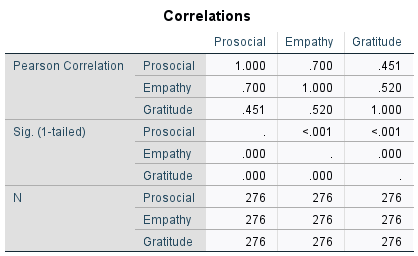 Correlations
Prosocial Empathy Gratitude
Pearson Correlation Prosocial 1.000 .700 .451
Empathy .700 1.000 .520
Gratitude .451 .520 1.000
Sig. (1-tailed) Prosocial . <.001 <.001
Empathy .000 . .000
Gratitude .000 .000 .
N Prosocial 276 276 276
Empathy 276 276 276
Gratitude 276 276 276